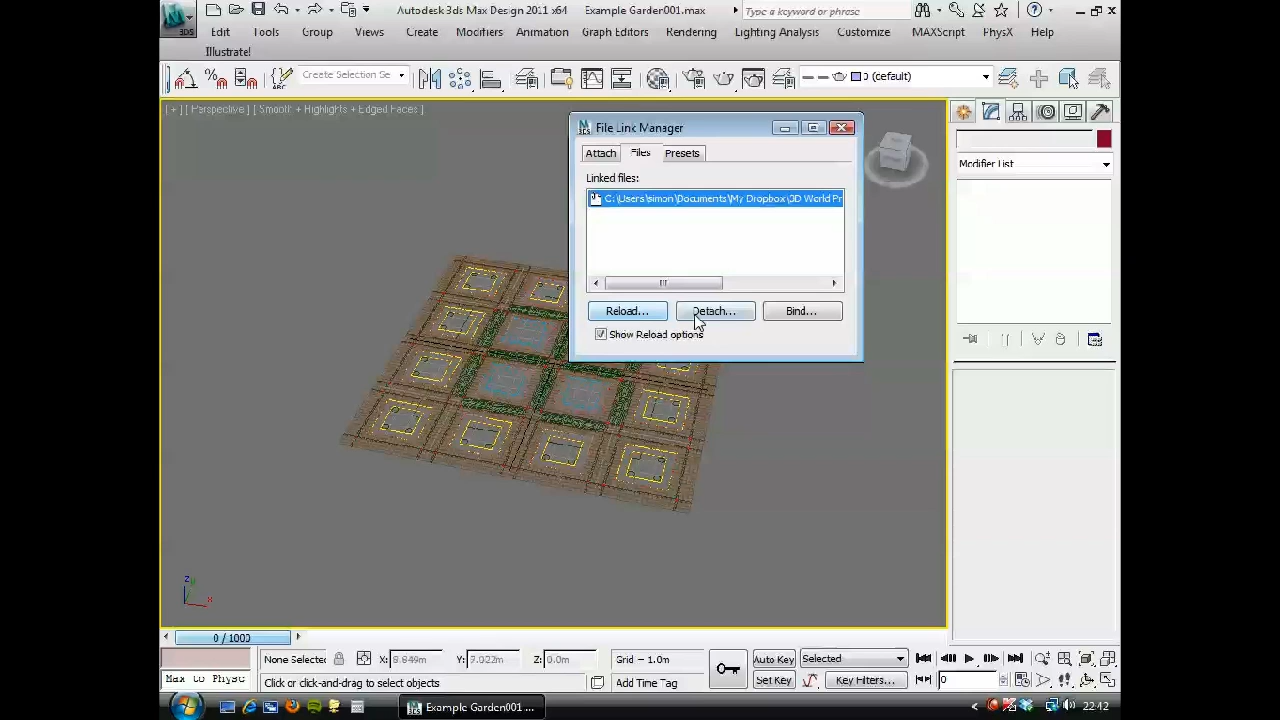 Autodesk 3ds Max Design 2011 x64 Example Garden001.max
Type a keyword or phrase
3DS
Edit Tools Group Views Create Modifiers Animation Graph Editors Rendering Lighting Analysis Customize MAXScript PhysX Help
Illustrate!
Create Selection Se
0 (default)
[ + ] [ Perspective ] [ Smooth + Highlights + Edged Faces ]
File Link Manager
Attach Files Presets
Linked files:
C:\Users\simon\Documents\My Dropbox\3D World Pr
Reload... Detach... Bind...
Show Reload options
Modifier List
z
x
0 / 1000
None Selecte X: Y: Z: 0.0m Grid = 1.0m Auto Key Selected
Max to Physc Click or click-and-drag to select objects Add Time Tag Set Key Key Filters... 0
Example Garden001 ... 22:42